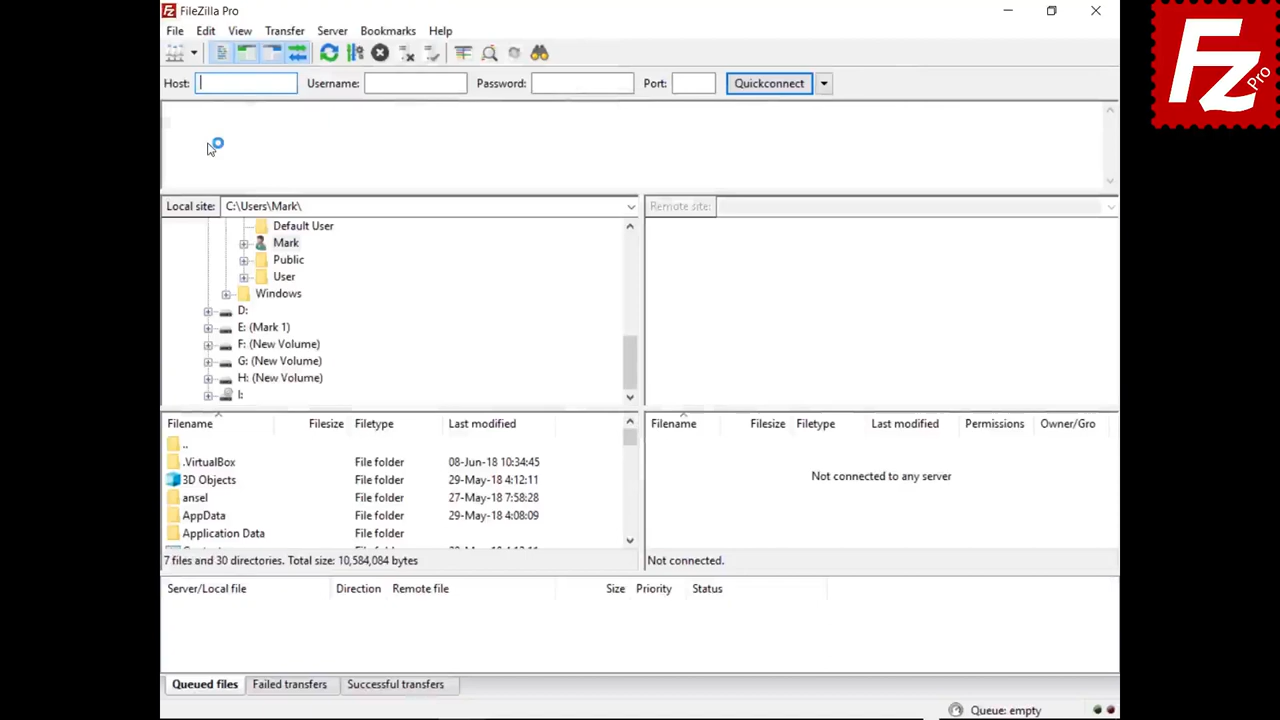 FileZilla Pro
File Edit View Transfer Server Bookmarks Help
Host: Username: Password: Port: Quickconnect
Local site: C:\Users\Mark\
Remote site:
Default User
Mark
Public
User
Windows
D:
E: (Mark 1)
F: (New Volume)
G: (New Volume)
H: (New Volume)
I:
Filename Filesize Filetype Last modified
..
.VirtualBox File folder 08-Jun-18 10:34:45
3D Objects File folder 29-May-18 4:12:11
ansel File folder 27-May-18 7:58:28
AppData File folder 29-May-18 4:08:09
Application Data File folder
7 files and 30 directories. Total size: 10,584,084 bytes
Filename Filesize Filetype Last modified Permissions Owner/Gro
Not connected to any server
Not connected.
Server/Local file Direction Remote file Size Priority Status
Queued files Failed transfers Successful transfers
Queue: empty
Fz Pro